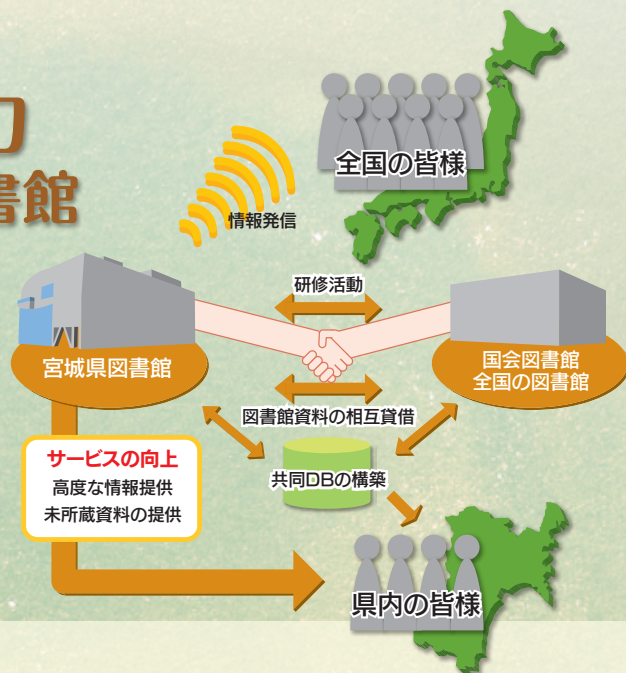 書館
全国の皆様
情報発信
研修活動
宮城県図書館
国会図書館
全国の図書館
図書館資料の相互貸借
サービスの向上
高度な情報提供
未所蔵資料の提供
共同DBの構築
県内の皆様